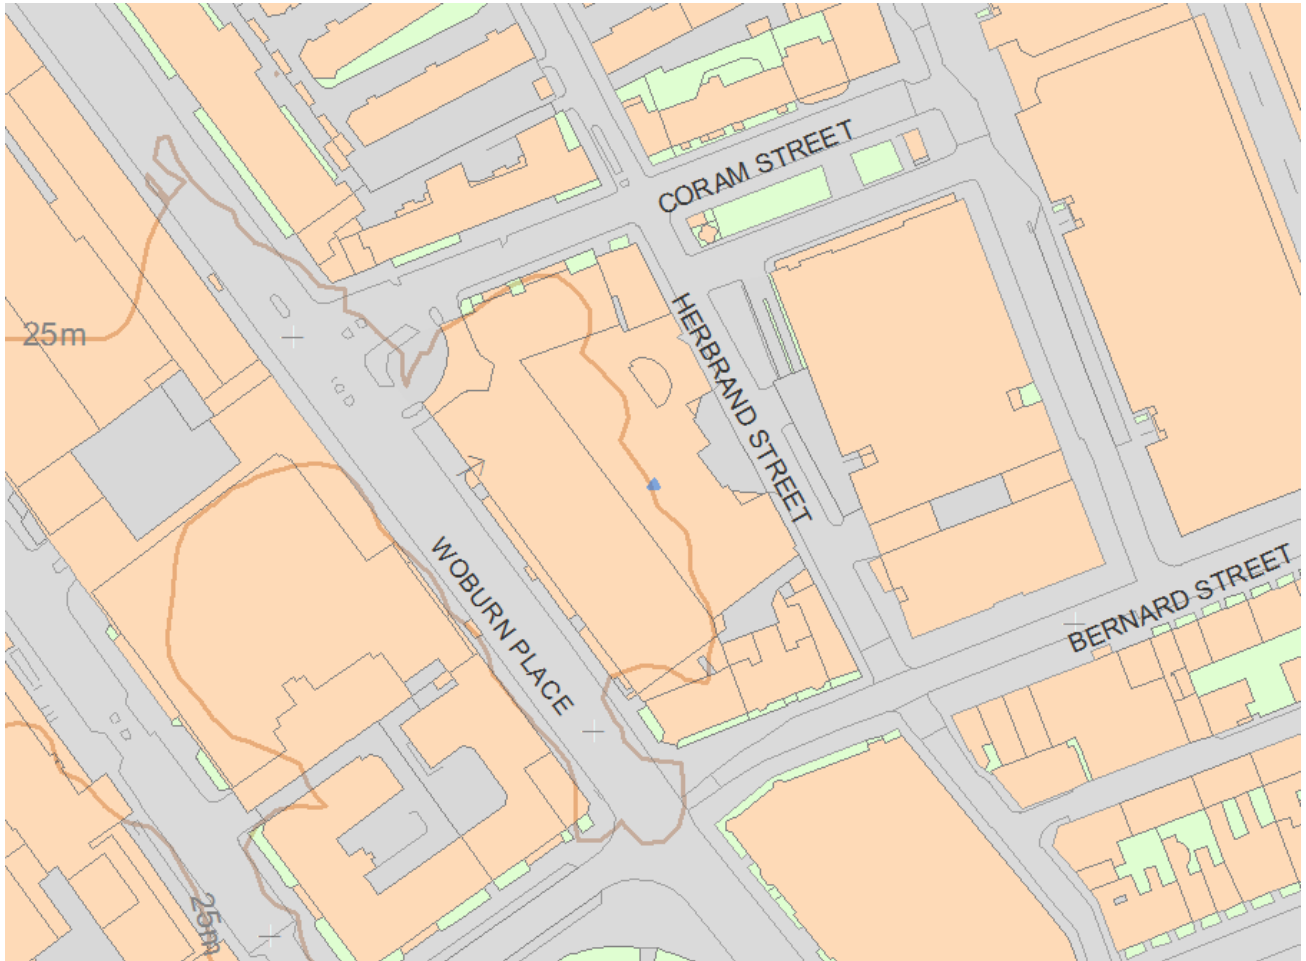 CORAM STREET
HERBRAND STREET
25m
WOBURN PLACE
BERNARD STREET
25m